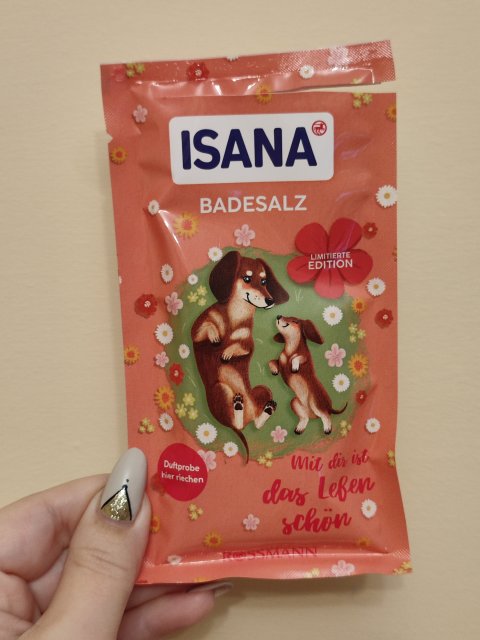 ISANA
BADESALZ
LIMITIERTE
EDITION
Duftprobe
hier riechen
Mit dir ist
das Leben
schön
ROSSMANN